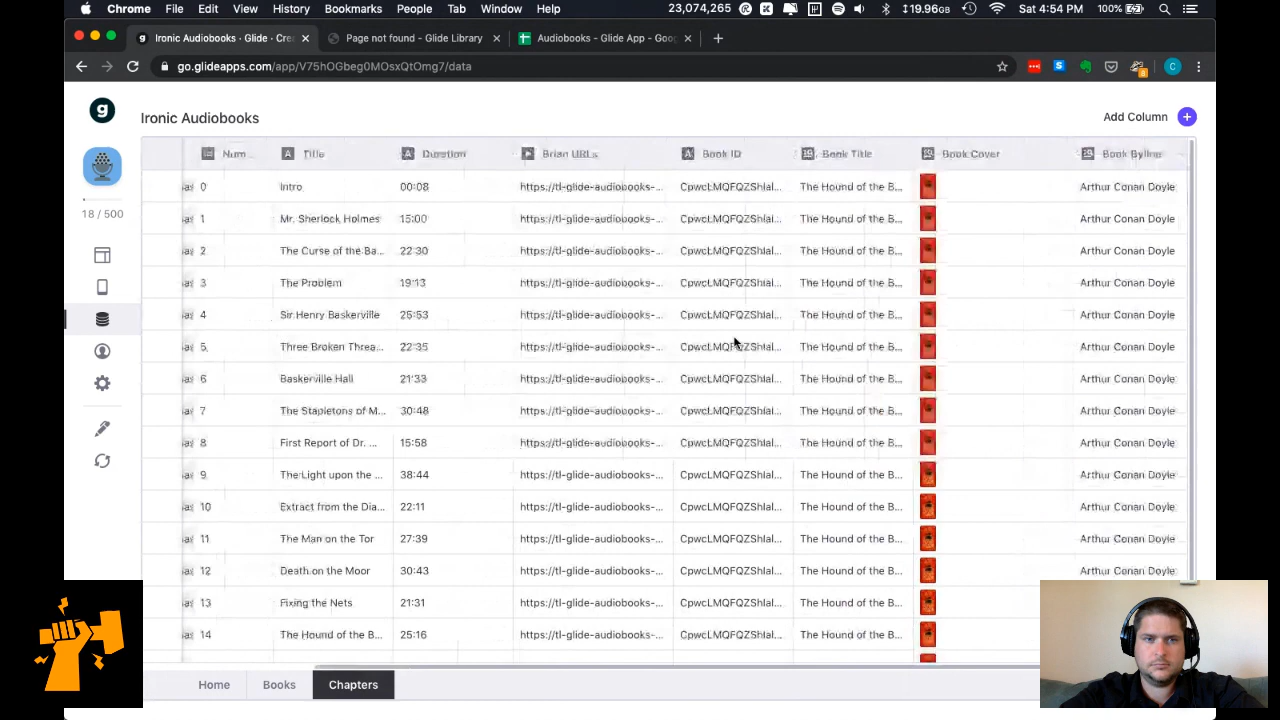 Chrome File Edit View History Bookmarks People Tab Window Help 23,074,265 19.96GB Sat 4:54 PM 100%
Ironic Audiobooks · Glide · Cre Page not found - Glide Library Audiobooks - Glide App - Goo
go.glideapps.com/app/V75hOGbeg0MOsxQtOmg7/data
Ironic Audiobooks Add Column
18 / 500
Num Title Duration Book ID Book Title Book Cover Book Byline
0 Intro 00:08 https://tl-glide-audiobooks-... CpwcLMQFQZShlal... The Hound of the B... Arthur Conan Doyle
1 Mr. Sherlock Holmes 15:00 https://tl-glide-audiobooks-... CpwcLMQFQZShlal... The Hound of the B... Arthur Conan Doyle
2 The Curse of the Ba... 22:30 https://tl-glide-audiobooks-... CpwcLMQFQZShlal... The Hound of the B... Arthur Conan Doyle
3 The Problem 19:13 https://tl-glide-audiobooks-... CpwcLMQFQZShlal... The Hound of the B... Arthur Conan Doyle
4 Sir Henry Baskerville 25:53 https://tl-glide-audiobooks-... CpwcLMQFQZShlal... The Hound of the B... Arthur Conan Doyle
5 Three Broken Threa... 22:35 https://tl-glide-audiobooks-... CpwcLMQFQZShlal... The Hound of the B... Arthur Conan Doyle
6 Baskerville Hall 21:33 https://tl-glide-audiobooks-... CpwcLMQFQZShlal... The Hound of the B... Arthur Conan Doyle
7 The Stapletons of M... 30:48 https://tl-glide-audiobooks-... CpwcLMQFQZShlal... The Hound of the B... Arthur Conan Doyle
8 First Report of Dr. ... 15:58 https://tl-glide-audiobooks-... CpwcLMQFQZShlal... The Hound of the B... Arthur Conan Doyle
9 The Light upon the ... 38:44 https://tl-glide-audiobooks-... CpwcLMQFQZShlal... The Hound of the B... Arthur Conan Doyle
10 Extract from the Dia... 22:11 https://tl-glide-audiobooks-... CpwcLMQFQZShlal... The Hound of the B... Arthur Conan Doyle
11 The Man on the Tor 27:39 https://tl-glide-audiobooks-... CpwcLMQFQZShlal... The Hound of the B... Arthur Conan Doyle
12 Death on the Moor 30:43 https://tl-glide-audiobooks-... CpwcLMQFQZShlal... The Hound of the B... Arthur Conan Doyle
13 Fixing the Nets 21:31 https://tl-glide-audiobooks-... CpwcLMQFQZShlal... The Hound of the B... Arthur Conan Doyle
14 The Hound of the B... 25:16 https://tl-glide-audiobooks-... CpwcLMQFQZShlal... The Hound of the B... Arthur Conan Doyle
Home Books Chapters